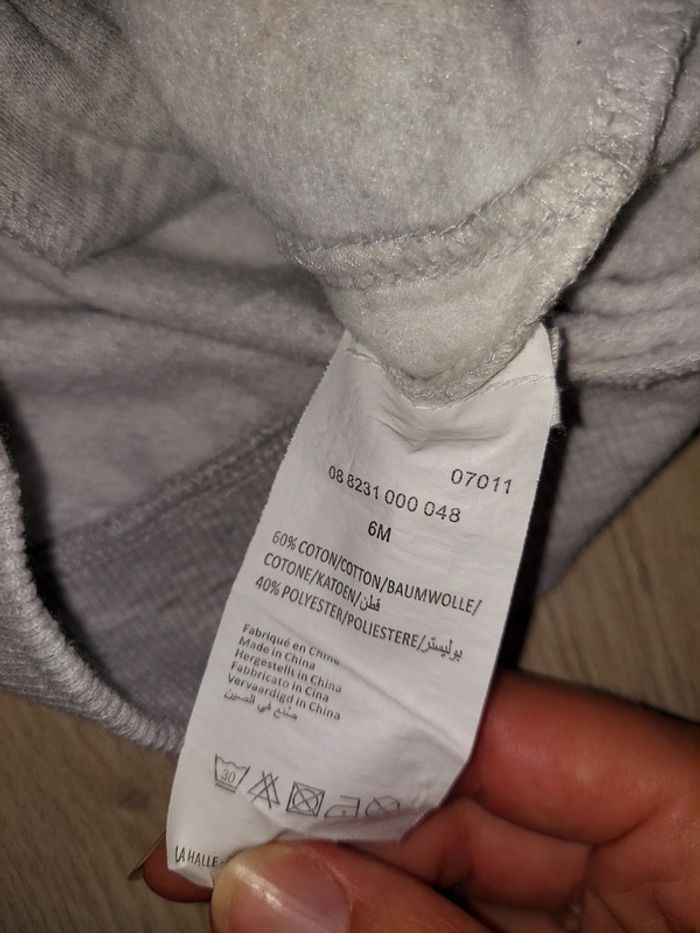 07011
08 8231 000 048
6M
60% COTON/COTTON/BAUMWOLLE/
COTONE/KATOEN/قطن
40% POLYESTER/POLIESTERE/بوليستر
Fabriqué en Chine
Made in China
Hergestellt in China
Fabbricato in Cina
Vervaardigd in China
صنع في الصين
30
LA HALLE